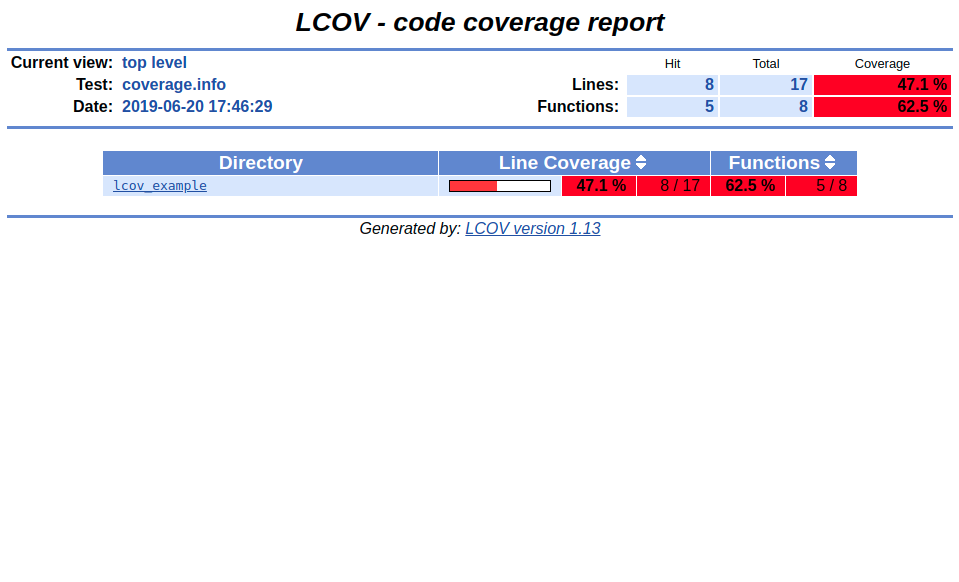 LCOV - code coverage report
Current view: top level Hit Total Coverage
Test: coverage.info Lines: 8 17 47.1 %
Date: 2019-06-20 17:46:29 Functions: 5 8 62.5 %
Directory Line Coverage Functions
lcov_example 47.1 % 8 / 17 62.5 % 5 / 8
Generated by: LCOV version 1.13